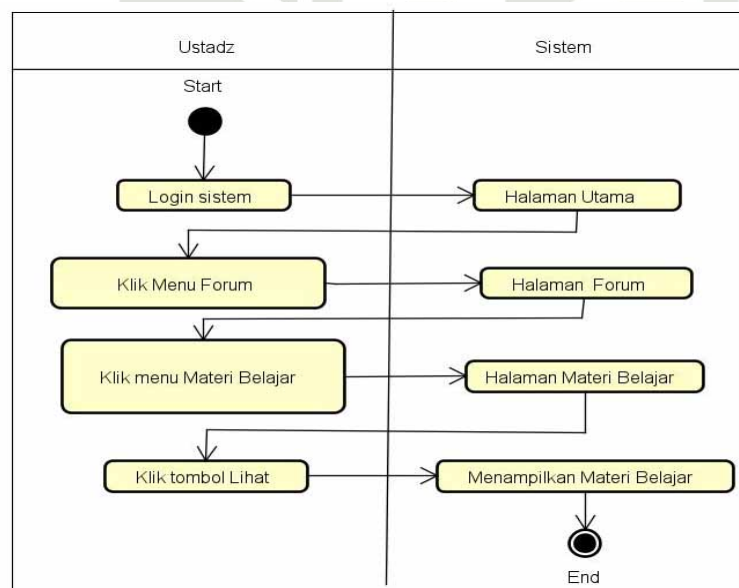 Ustadz
Sistem
Start
Login sistem
Halaman Utama
Klik Menu Forum
Halaman Forum
Klik menu Materi Belajar
Halaman Materi Belajar
Klik tombol Lihat
Menampilkan Materi Belajar
End